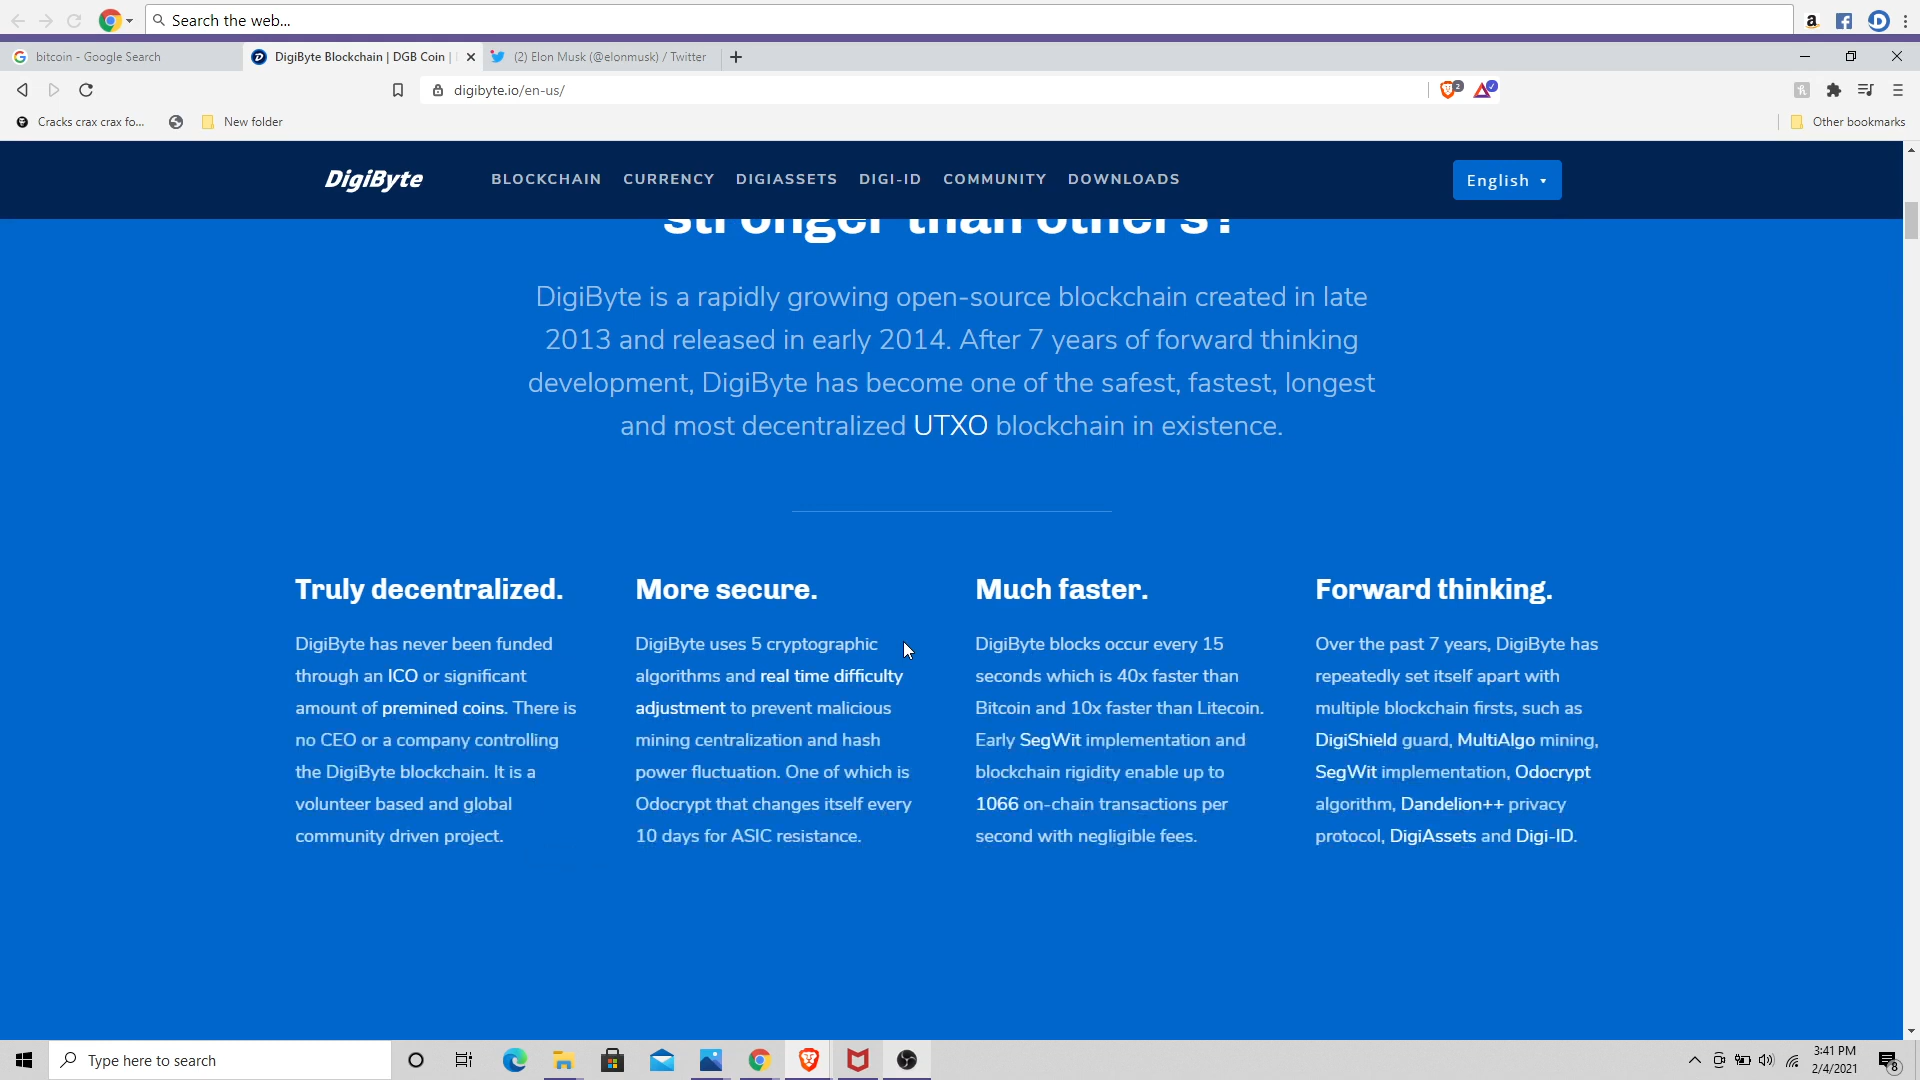 Search the web...
a
bitcoin - Google Search
DigiByte Blockchain | DGB Coin |
(2) Elon Musk (@elonmusk) / Twitter
digibyte.io/en-us/
2
Cracks crax crax fo...
New folder
Other bookmarks
DigiByte
BLOCKCHAIN
CURRENCY
DIGIASSETS
DIGI-ID
COMMUNITY
DOWNLOADS
English
stronger than others?
DigiByte is a rapidly growing open-source blockchain created in late
2013 and released in early 2014. After 7 years of forward thinking
development, DigiByte has become one of the safest, fastest, longest
and most decentralized UTXO blockchain in existence.
Truly decentralized.
DigiByte has never been funded
through an ICO or significant
amount of premined coins. There is
no CEO or a company controlling
the DigiByte blockchain. It is a
volunteer based and global
community driven project.
More secure.
DigiByte uses 5 cryptographic
algorithms and real time difficulty
adjustment to prevent malicious
mining centralization and hash
power fluctuation. One of which is
Odocrypt that changes itself every
10 days for ASIC resistance.
Much faster.
DigiByte blocks occur every 15
seconds which is 40x faster than
Bitcoin and 10x faster than Litecoin.
Early SegWit implementation and
blockchain rigidity enable up to
1066 on-chain transactions per
second with negligible fees.
Forward thinking.
Over the past 7 years, DigiByte has
repeatedly set itself apart with
multiple blockchain firsts, such as
DigiShield guard, MultiAlgo mining,
SegWit implementation, Odocrypt
algorithm, Dandelion++ privacy
protocol, DigiAssets and Digi-ID.
Type here to search
3:41 PM
2/4/2021
8